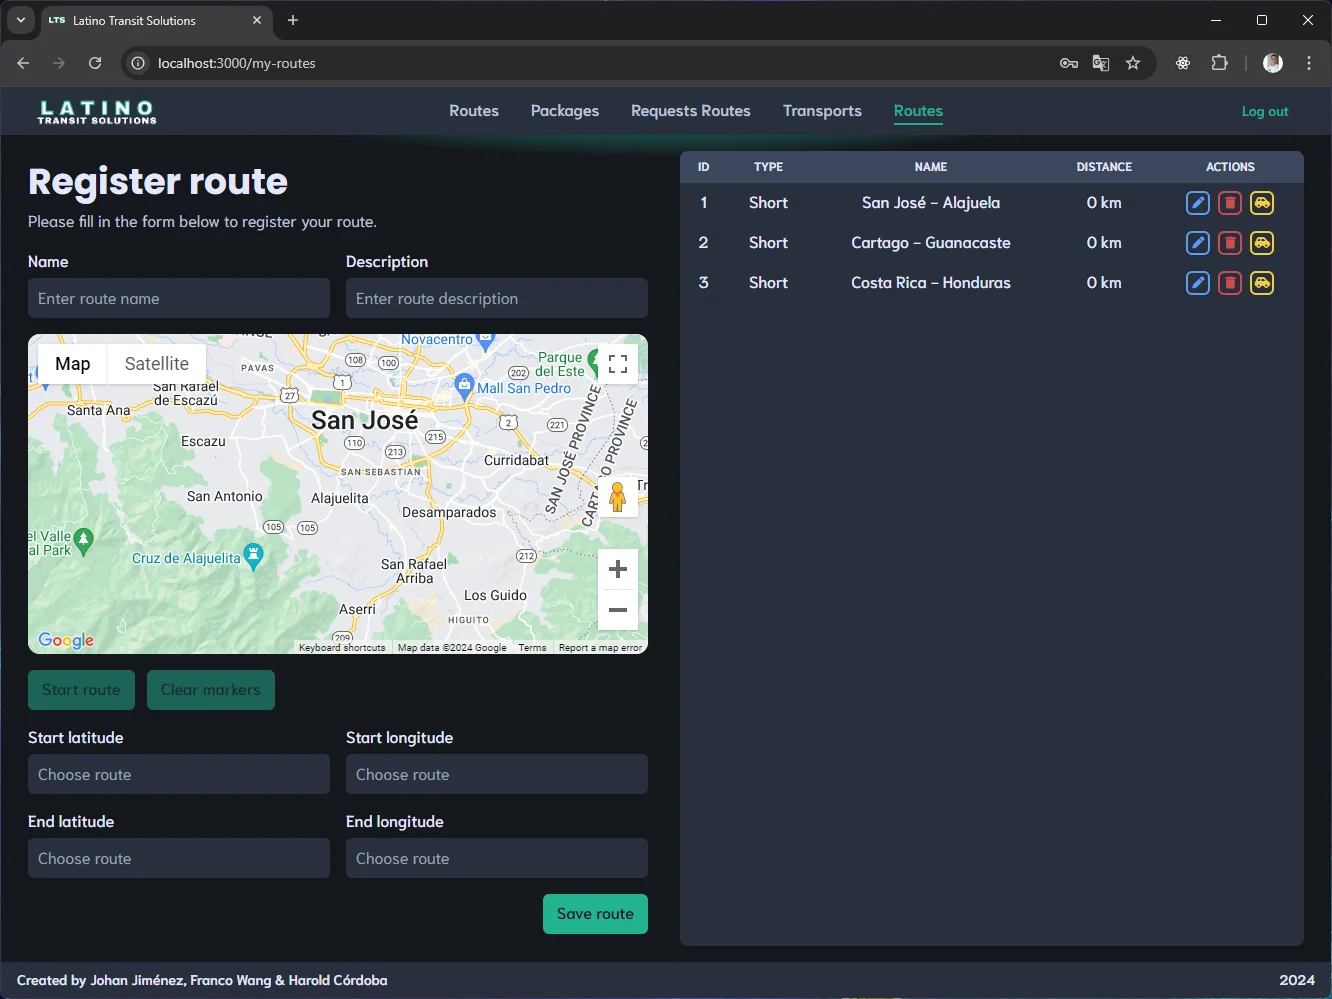 LTS Latino Transit Solutions
localhost:3000/my-routes
LATINO
TRANSIT SOLUTIONS
Routes
Packages
Requests Routes
Transports
Routes
Log out
Register route
Please fill in the form below to register your route.
Name
Description
Enter route name
Enter route description
Map
Satellite
PAVAS
Novacentro
Parque
del Este
Mall San Pedro
108
100
202
1
27
San Rafael
de Escazú
Santa Ana
San José
2
221
215
110
213
SAN SEBASTIAN
Escazu
Curridabat
SAN JOSÉ PROVINCE
San Antonio
Alajuelita
Desamparados
105
105
el Valle
al Park
Cruz de Alajuelita
212
San Rafael
Arriba
Los Guido
Aserri
HIGUITO
209
Google
Keyboard shortcuts
Map data ©2024 Google
Terms
Report a map error
Start route
Clear markers
Start latitude
Start longitude
Choose route
Choose route
End latitude
End longitude
Choose route
Choose route
Save route
ID TYPE NAME DISTANCE ACTIONS
1 Short San José - Alajuela 0 km
2 Short Cartago - Guanacaste 0 km
3 Short Costa Rica - Honduras 0 km
Created by Johan Jiménez, Franco Wang & Harold Córdoba
2024